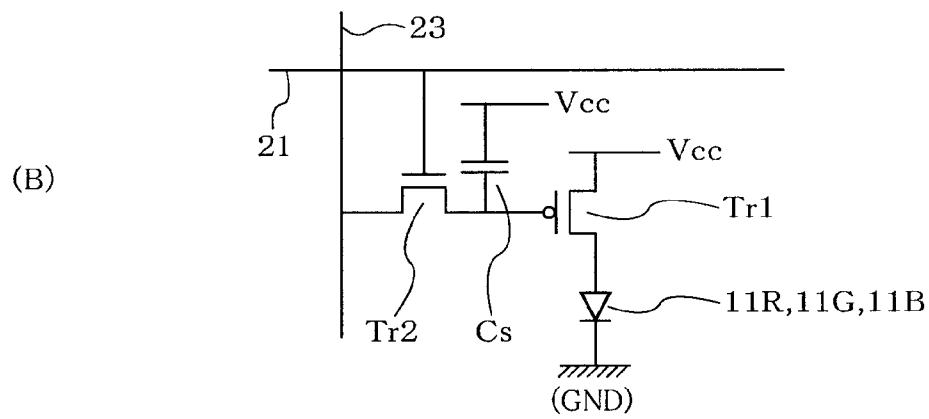 23
21
Vcc
Vcc
(B)
Tr1
Tr2
Cs
11R,11G,11B
(GND)